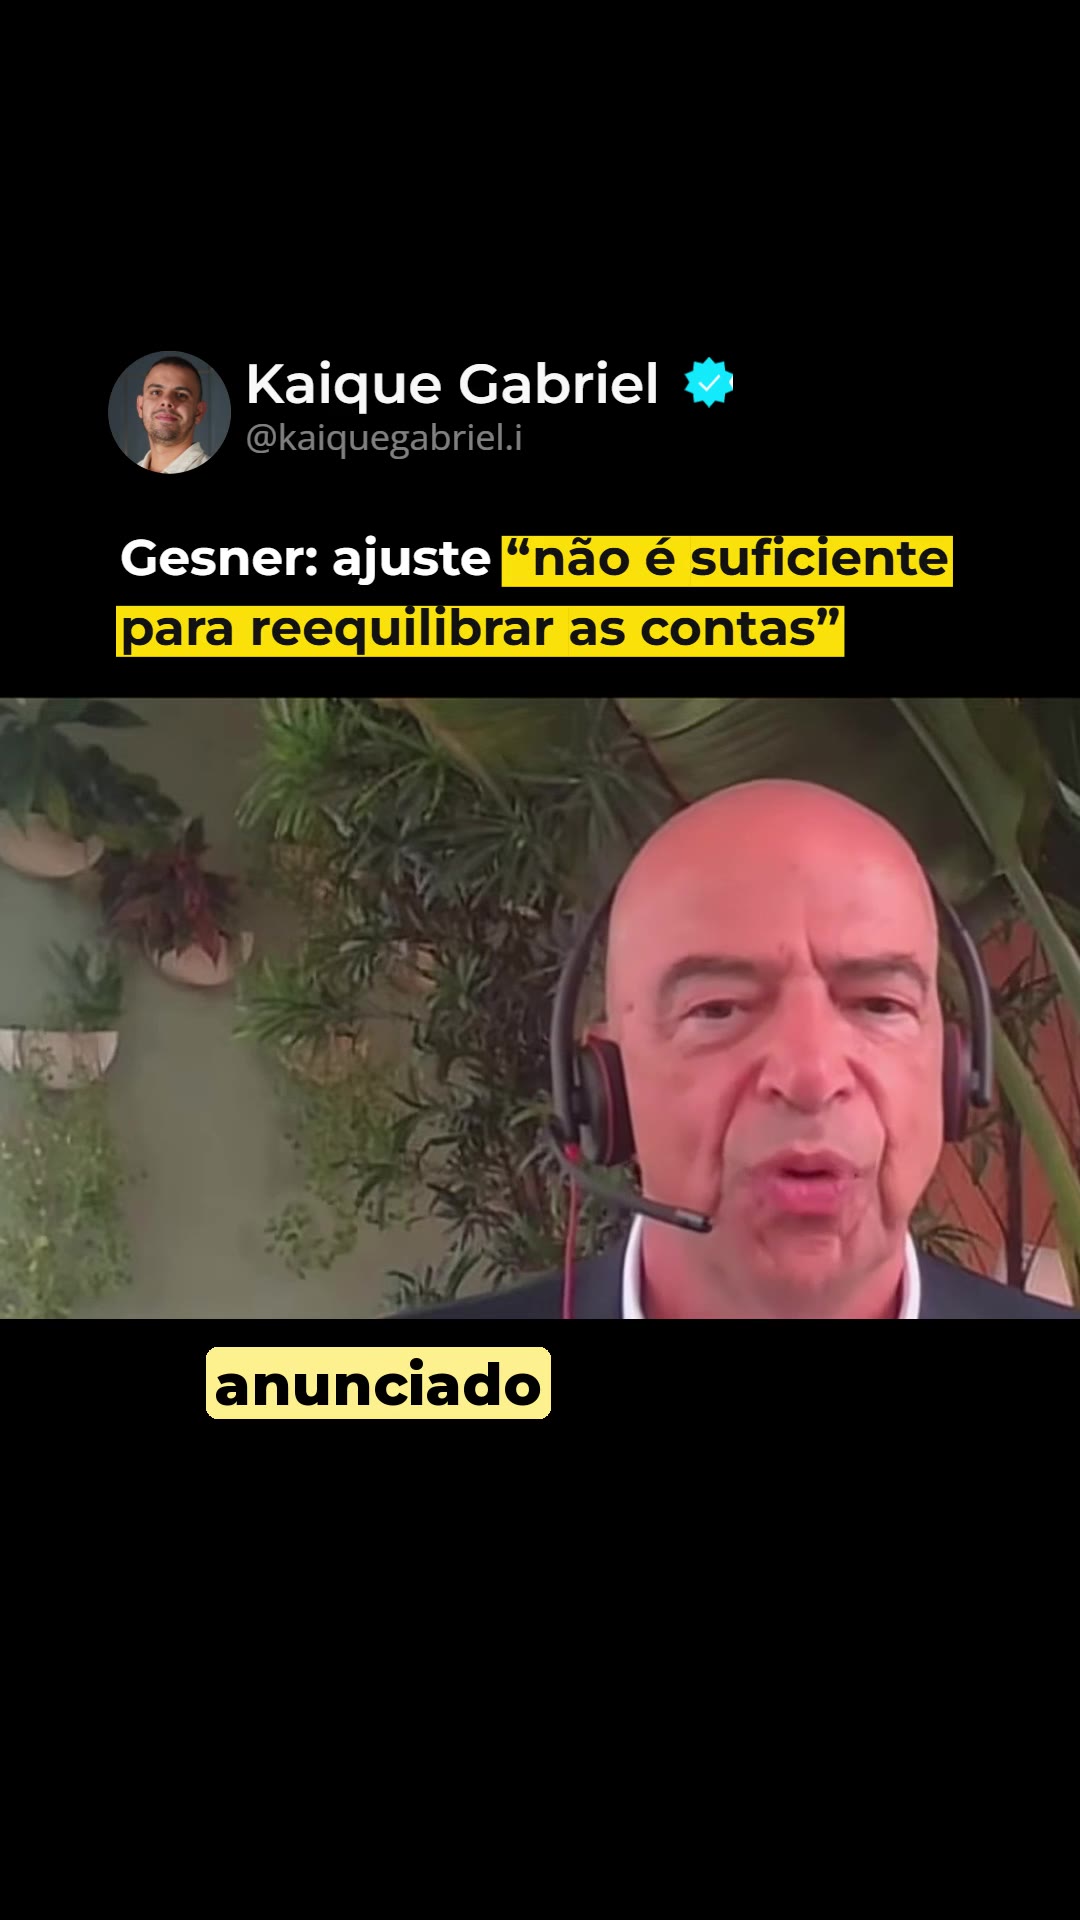 Kaique Gabriel
@kaiquegabriel.i
Gesner: ajuste “não é suficiente
para reequilibrar as contas”
anunciado